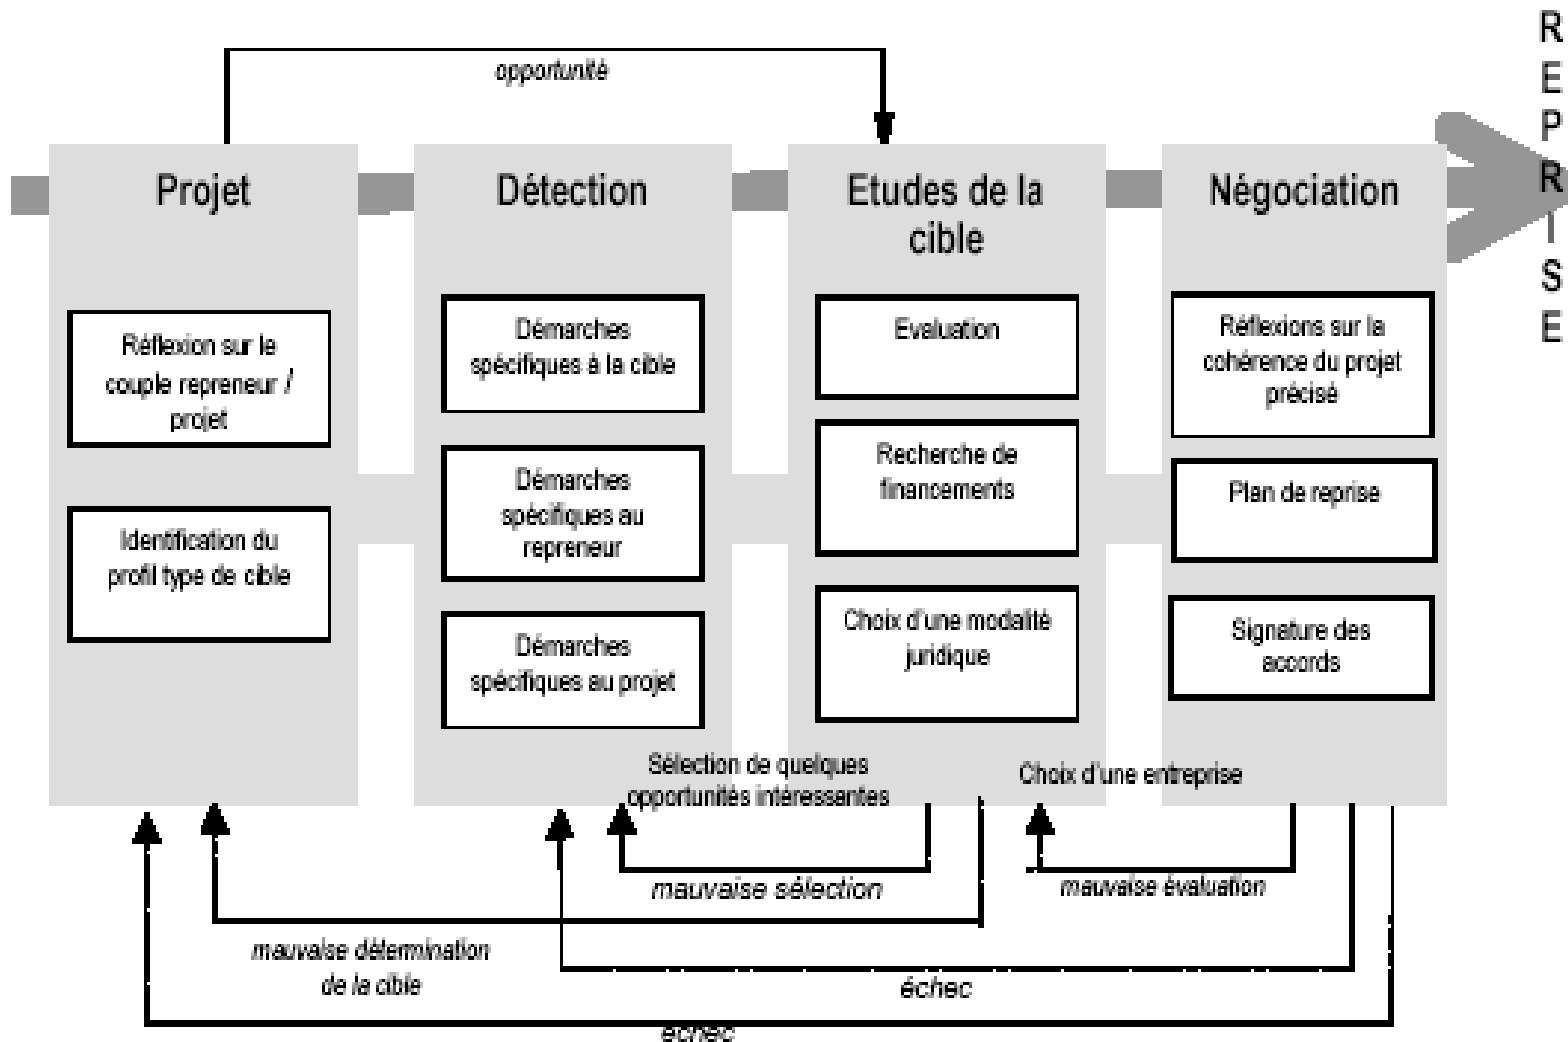 R
E
P
R
I
S
E
opportunité
Projet
Réflexion sur le
couple repreneur /
projet
Identification du
profil type de cible
Détection
Démarches
spécifiques à la cible
Démarches
spécifiques au
repreneur
Démarches
spécifiques au projet
Etudes de la
cible
Evaluation
Recherche de
financements
Choix d'une modalité
juridique
Négociation
Réflexions sur la
cohérence du projet
précisé
Plan de reprise
Signature des
accords
Sélection de quelques
opportunités intéressantes
Choix d'une entreprise
mauvaise sélection
mauvaise évaluation
mauvaise détermination
de la cible
échec
échec